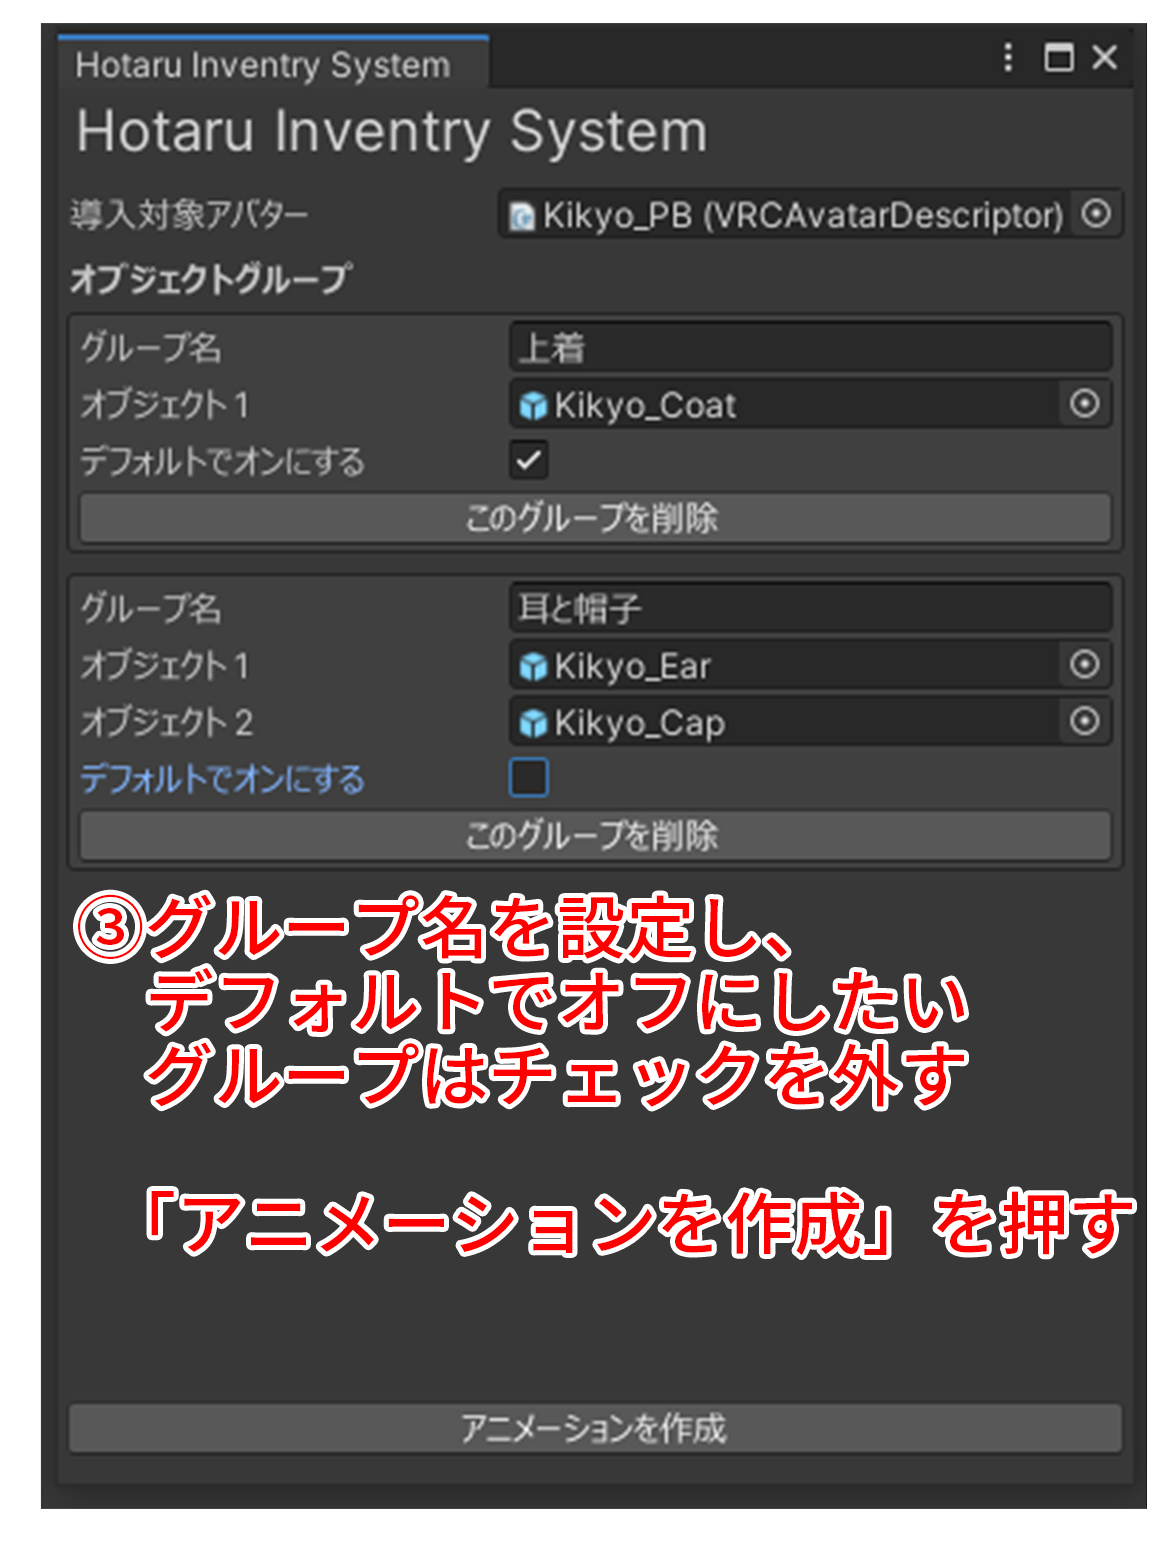 Hotaru Inventry System
Hotaru Inventry System
導入対象アバター Kikyo_PB (VRCAvatarDescriptor)
オブジェクトグループ
グループ名 上着
オブジェクト 1 Kikyo_Coat
デフォルトでオンにする
このグループを削除
グループ名 耳と帽子
オブジェクト 1 Kikyo_Ear
オブジェクト 2 Kikyo_Cap
デフォルトでオンにする
このグループを削除
③グループ名を設定し、
デフォルトでオフにしたい
グループはチェックを外す
「アニメーションを作成」を押す
アニメーションを作成